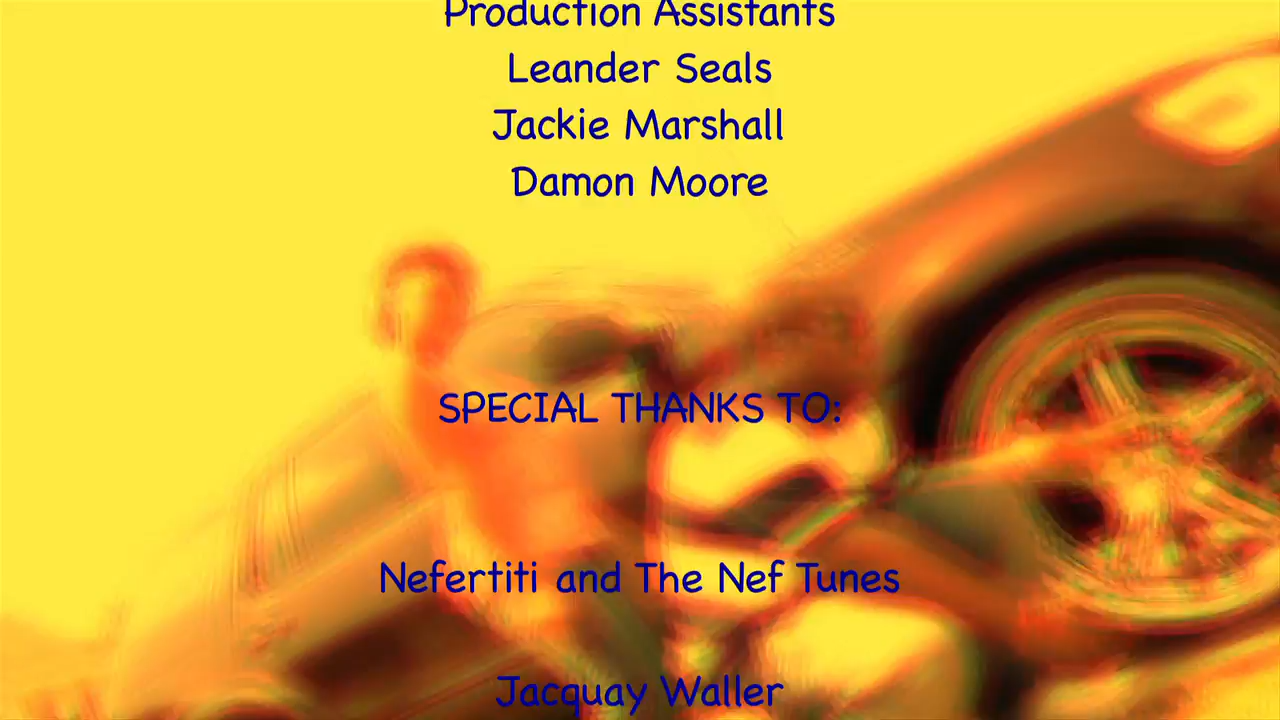 Production Assistants
Leander Seals
Jackie Marshall
Damon Moore
SPECIAL THANKS TO:
Nefertiti and The Nef Tunes
Jacquay Waller